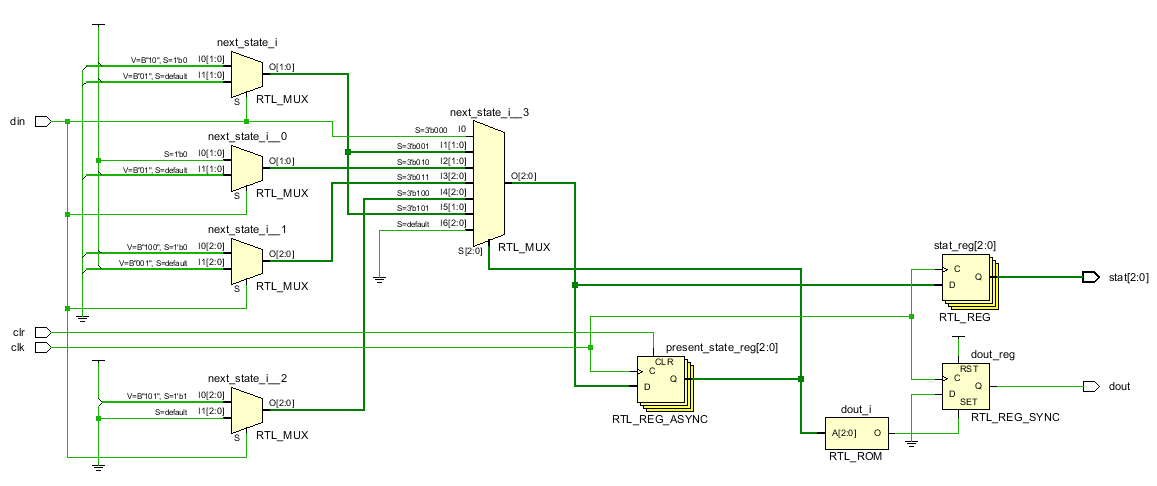 next_state_i
V=B"10", S=1'b0 I0[1:0]
V=B"01", S=default I1[1:0]
O[1:0]
S
RTL_MUX
din
next_state_i__0
S=1'b0 I0[1:0]
V=B"01", S=default I1[1:0]
O[1:0]
S
RTL_MUX
next_state_i__1
V=B"100", S=1'b0 I0[2:0]
V=B"001", S=default I1[2:0]
O[2:0]
S
RTL_MUX
next_state_i__3
S=3'b000 I0
S=3'b001 I1[1:0]
S=3'b010 I2[1:0]
S=3'b011 I3[2:0]
S=3'b100 I4[2:0]
S=3'b101 I5[1:0]
S=default I6[2:0]
O[2:0]
S[2:0]
RTL_MUX
clr
clk
next_state_i__2
V=B"101", S=1'b1 I0[2:0]
S=default I1[2:0]
O[2:0]
S
RTL_MUX
present_state_reg[2:0]
CLR
C
D
Q
RTL_REG_ASYNC
dout_i
A[2:0] O
RTL_ROM
stat_reg[2:0]
C
D
Q
RTL_REG
stat[2:0]
dout_reg
RST
C
D
Q
SET
RTL_REG_SYNC
dout